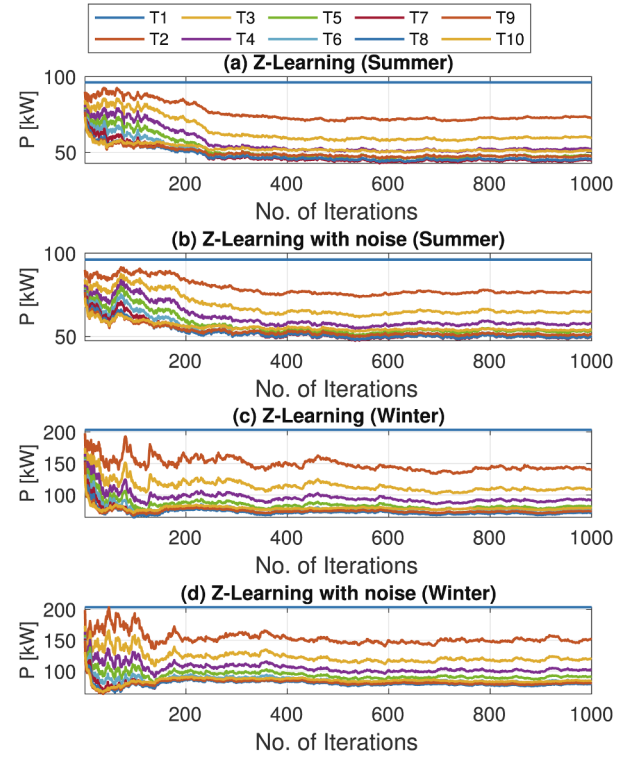 T1 T3 T5 T7 T9
T2 T4 T6 T8 T10
(a) Z-Learning (Summer)
100
50
P [kW]
200 400 600 800 1000
No. of Iterations
(b) Z-Learning with noise (Summer)
100
50
P [kW]
200 400 600 800 1000
No. of Iterations
(c) Z-Learning (Winter)
200
150
100
P [kW]
200 400 600 800 1000
No. of Iterations
(d) Z-Learning with noise (Winter)
200
150
100
P [kW]
200 400 600 800 1000
No. of Iterations